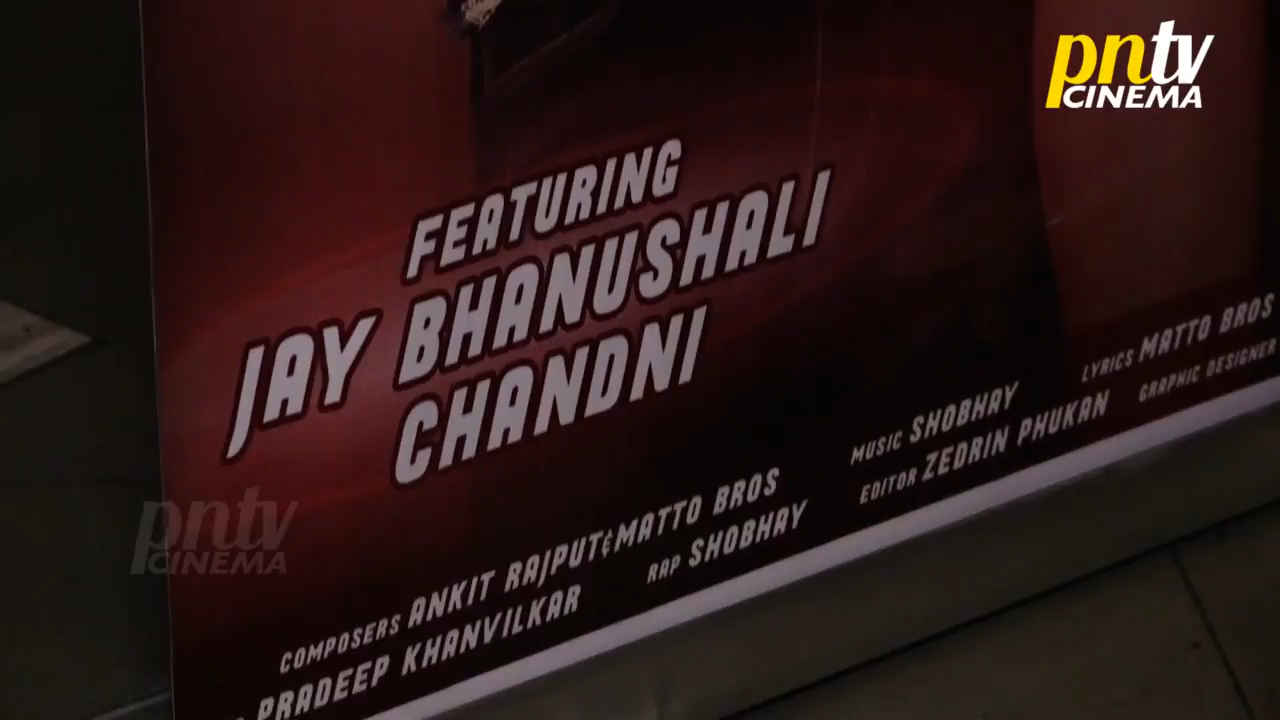 pntv
CINEMA
FEATURING
JAY BHANUSHALI
CHANDNI
COMPOSERS ANKIT RAJPUT&MATTO BROS
MUSIC SHOBHAY
LYRICS MATTO BROS
PRADEEP KHANVILKAR
RAP SHOBHAY
EDITOR ZEDRIN PHUKAN
GRAPHIC DESIGNER
pntv
CINEMA